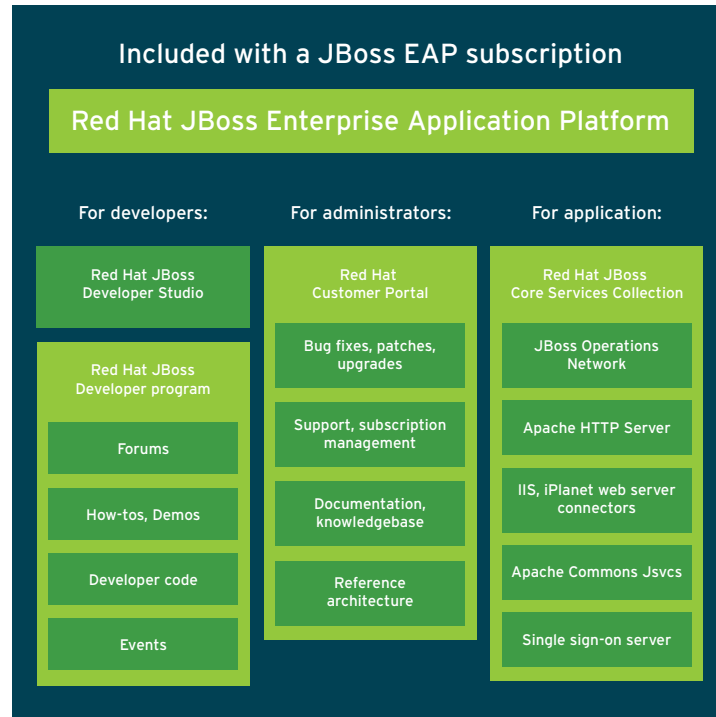 Included with a JBoss EAP subscription
Red Hat JBoss Enterprise Application Platform
For developers:
Red Hat JBoss
Developer Studio
Red Hat JBoss
Developer program
Forums
How-tos, Demos
Developer code
Events
For administrators:
Red Hat
Customer Portal
Bug fixes, patches,
upgrades
Support, subscription
management
Documentation,
knowledgebase
Reference
architecture
For application:
Red Hat JBoss
Core Services Collection
JBoss Operations
Network
Apache HTTP Server
IIS, iPlanet web server
connectors
Apache Commons Jsvcs
Single sign-on server